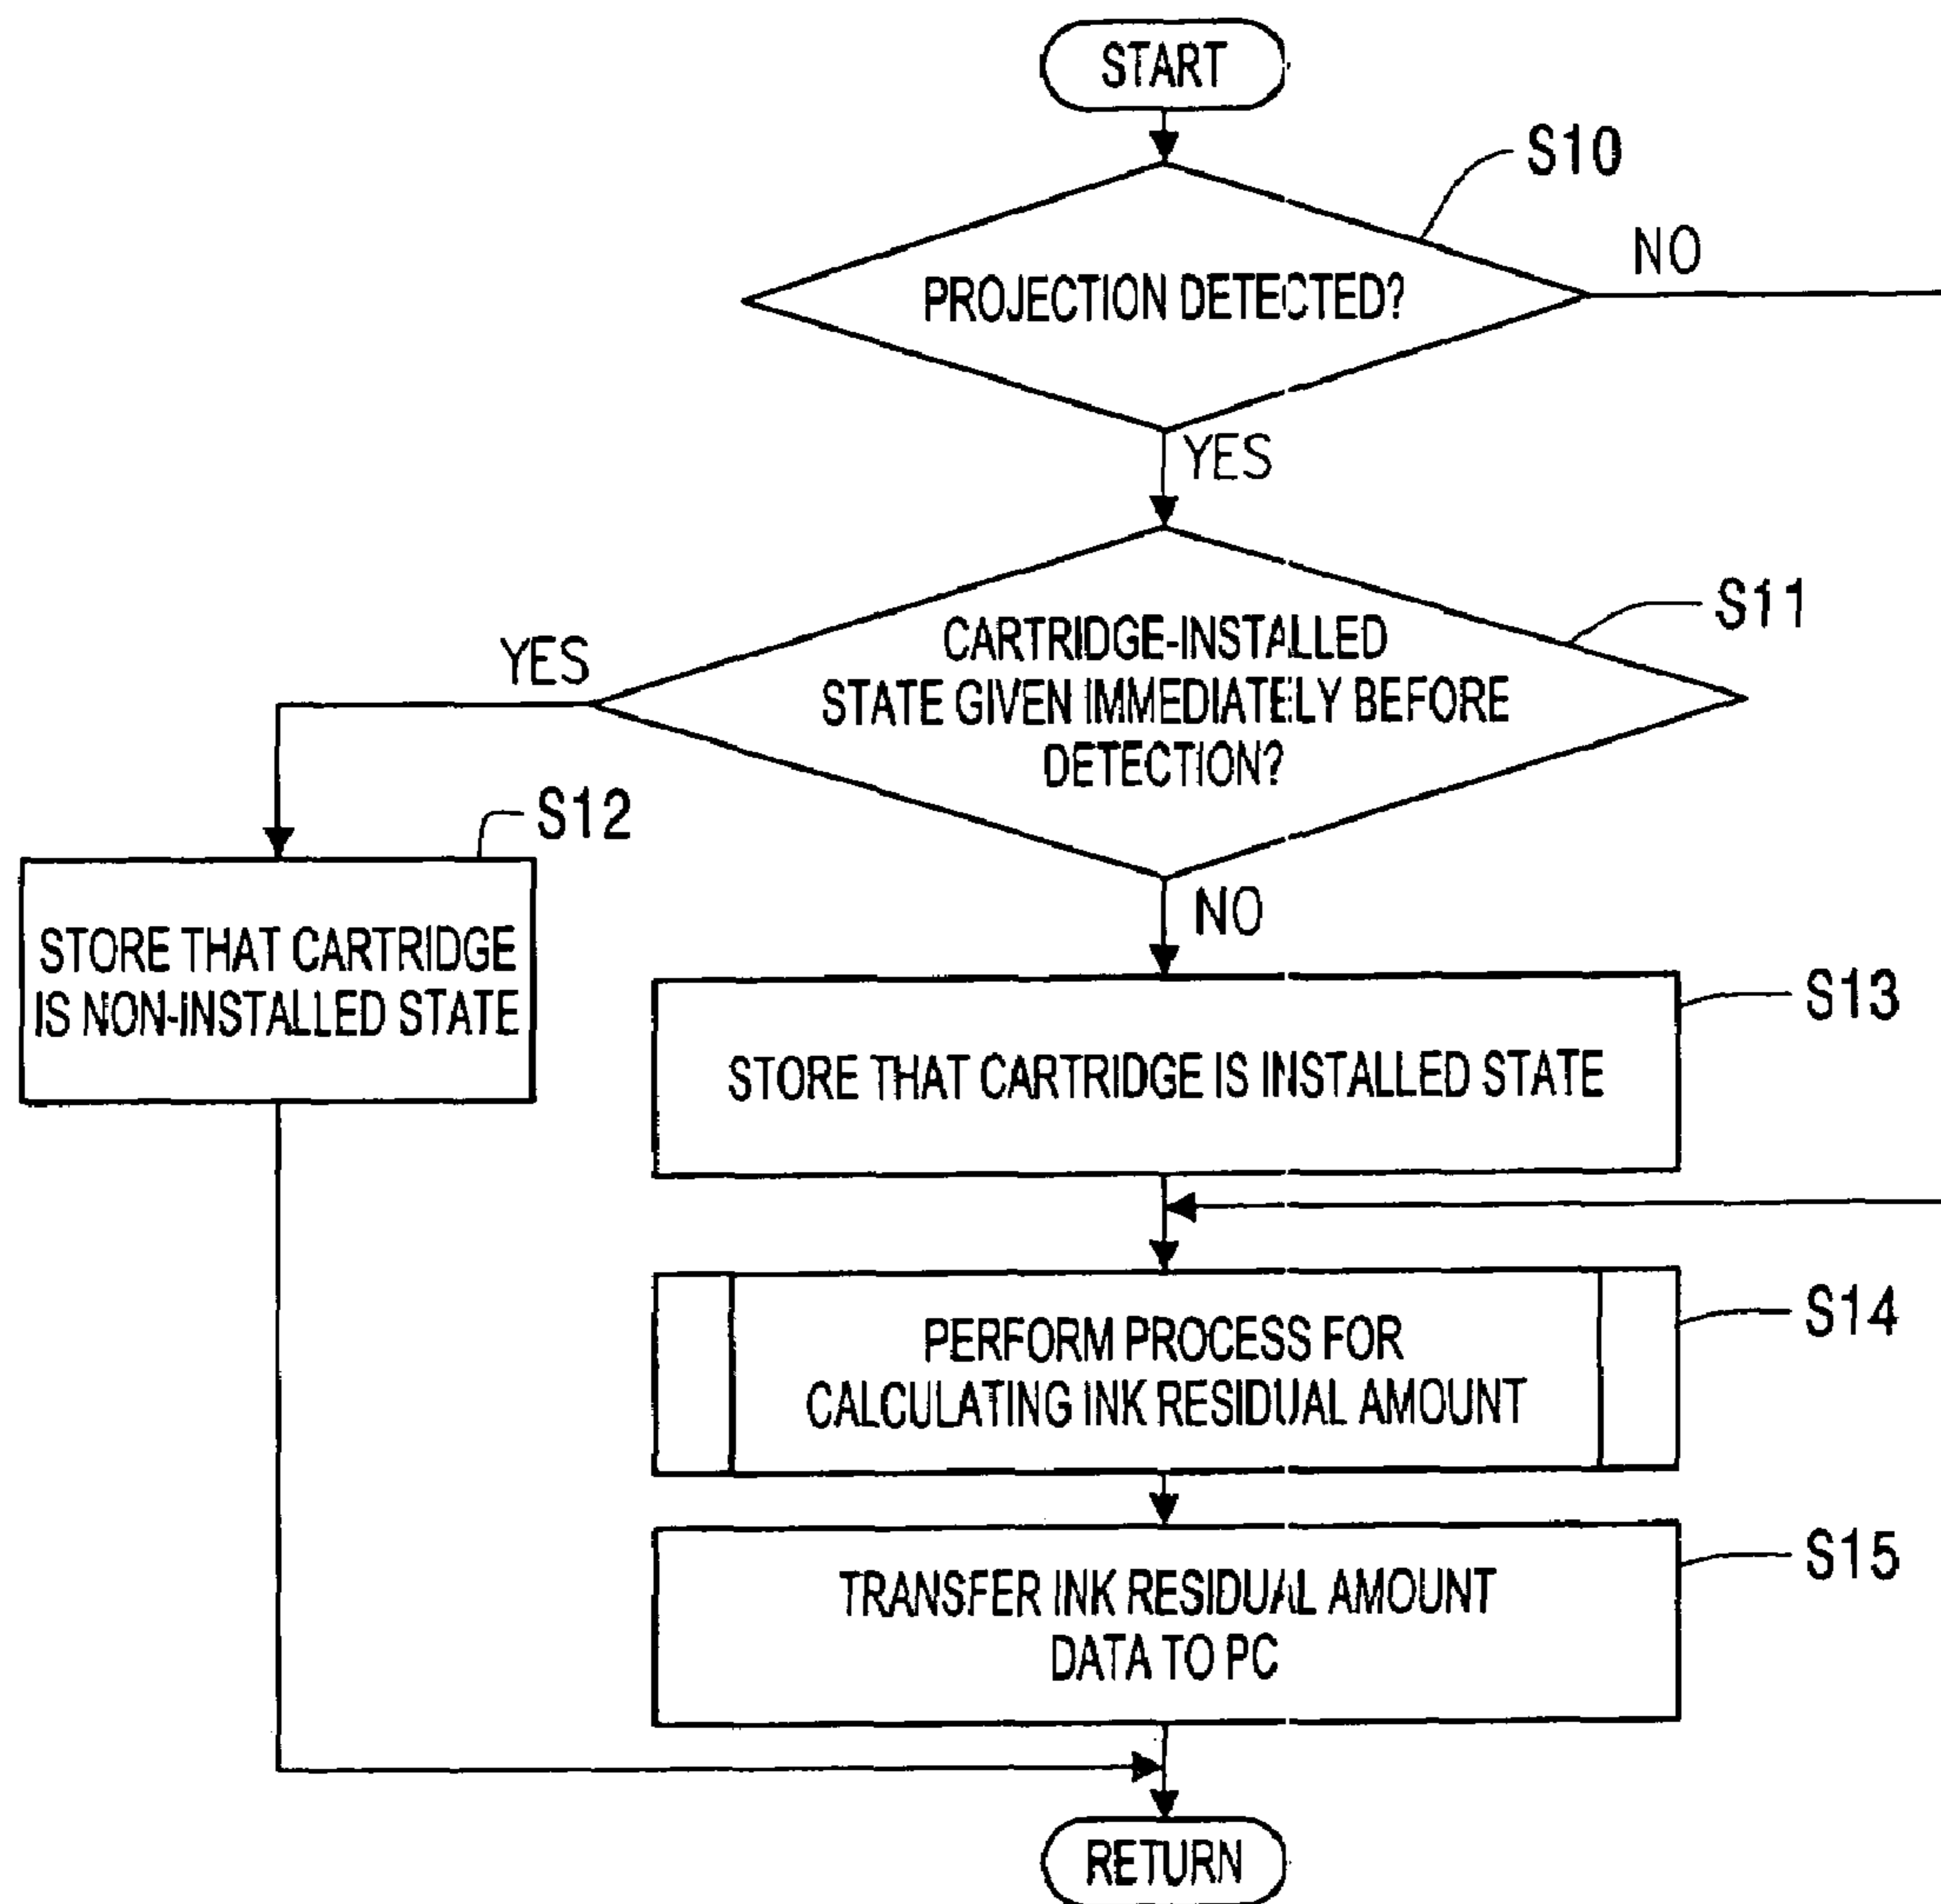 START
S10
PROJECTION DETECTED?
NO
YES
S11
CARTRIDGE-INSTALLED
STATE GIVEN IMMEDIATELY BEFORE
DETECTION?
YES
S12
STORE THAT CARTRIDGE
IS NON-INSTALLED STATE
NO
S13
STORE THAT CARTRIDGE IS INSTALLED STATE
S14
PERFORM PROCESS FOR
CALCULATING INK RESIDUAL AMOUNT
S15
TRANSFER INK RESIDUAL AMOUNT
DATA TO PC
RETURN